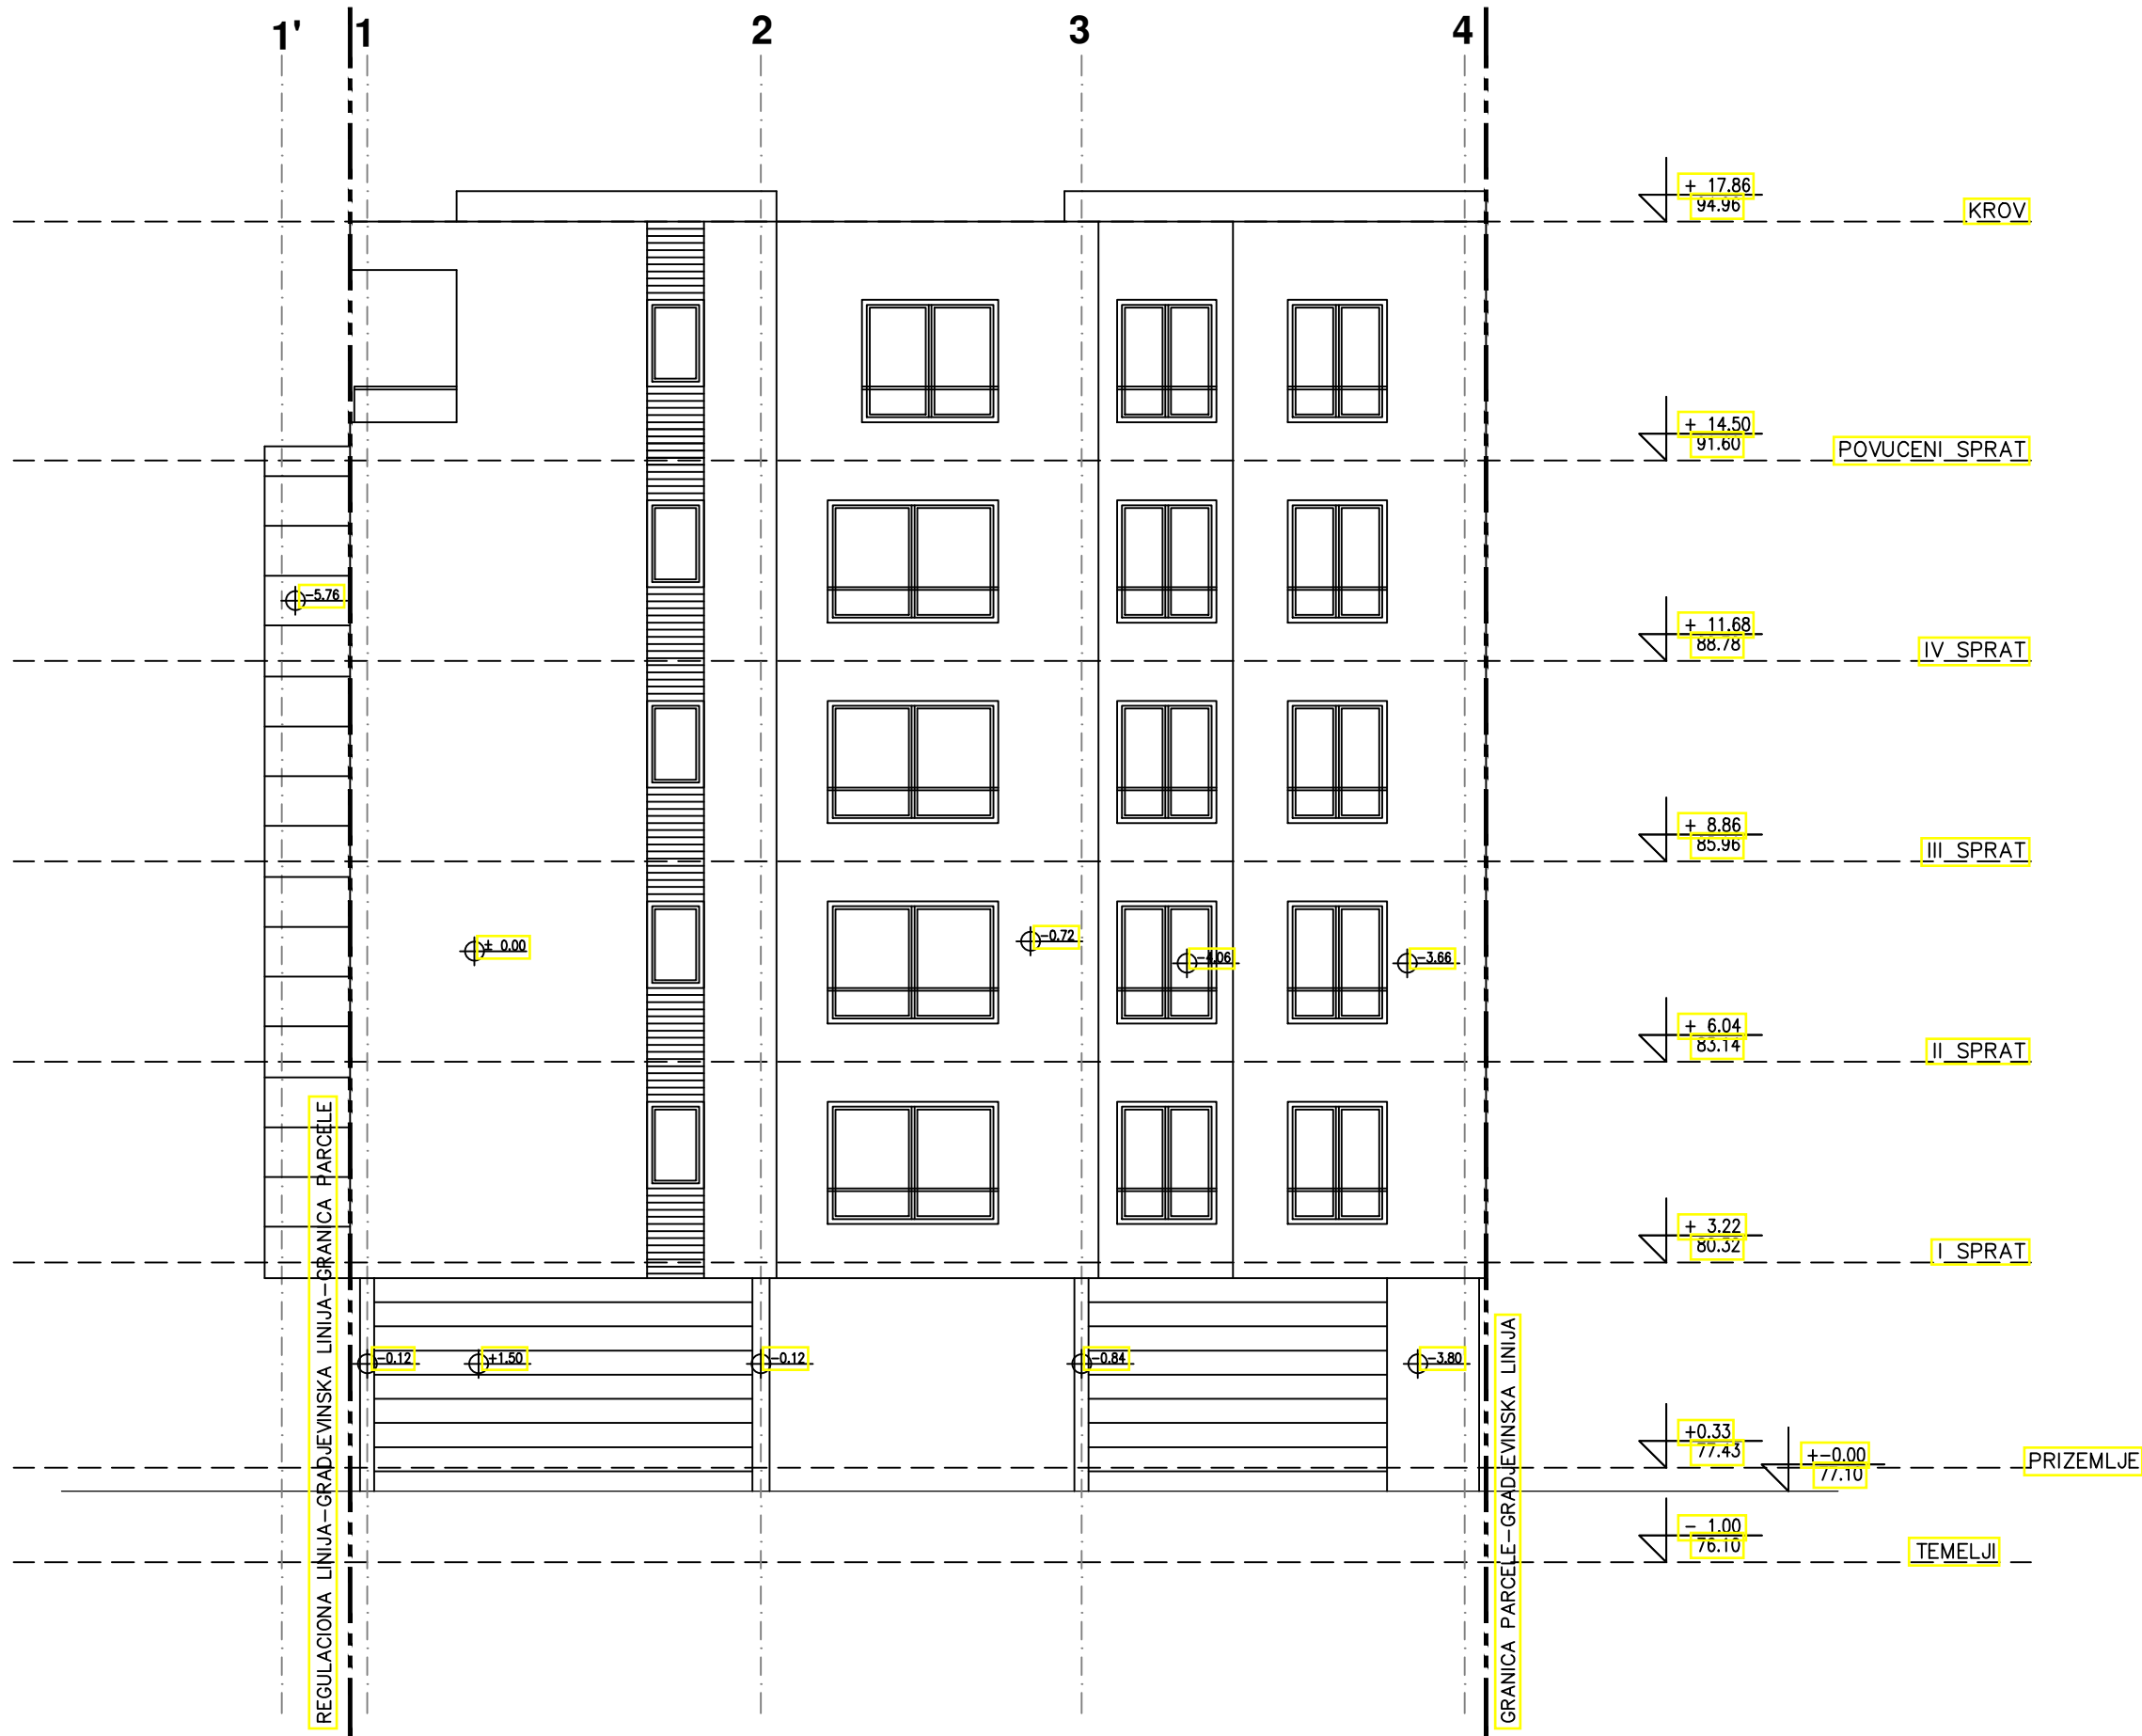 1' 1 2 3 4
+ 17.86
94.96
KROV
+ 14.50
91.60
POVUCENI SPRAT
-5.76
+ 11.68
88.78
IV SPRAT
+ 8.86
85.96
III SPRAT
± 0.00
-0.72
-4.06
-3.66
+ 6.04
83.14
II SPRAT
+ 3.22
80.32
I SPRAT
-0.12
+1.50
-0.12
-0.84
-3.80
+0.33
77.43
+-0.00
77.10
PRIZEMLJE
- 1.00
76.10
TEMELJI
REGULACIONA LINIJA-GRADJEVINSKA LINIJA-GRANICA PARCELE
GRANICA PARCELE-GRADJEVINSKA LINIJA